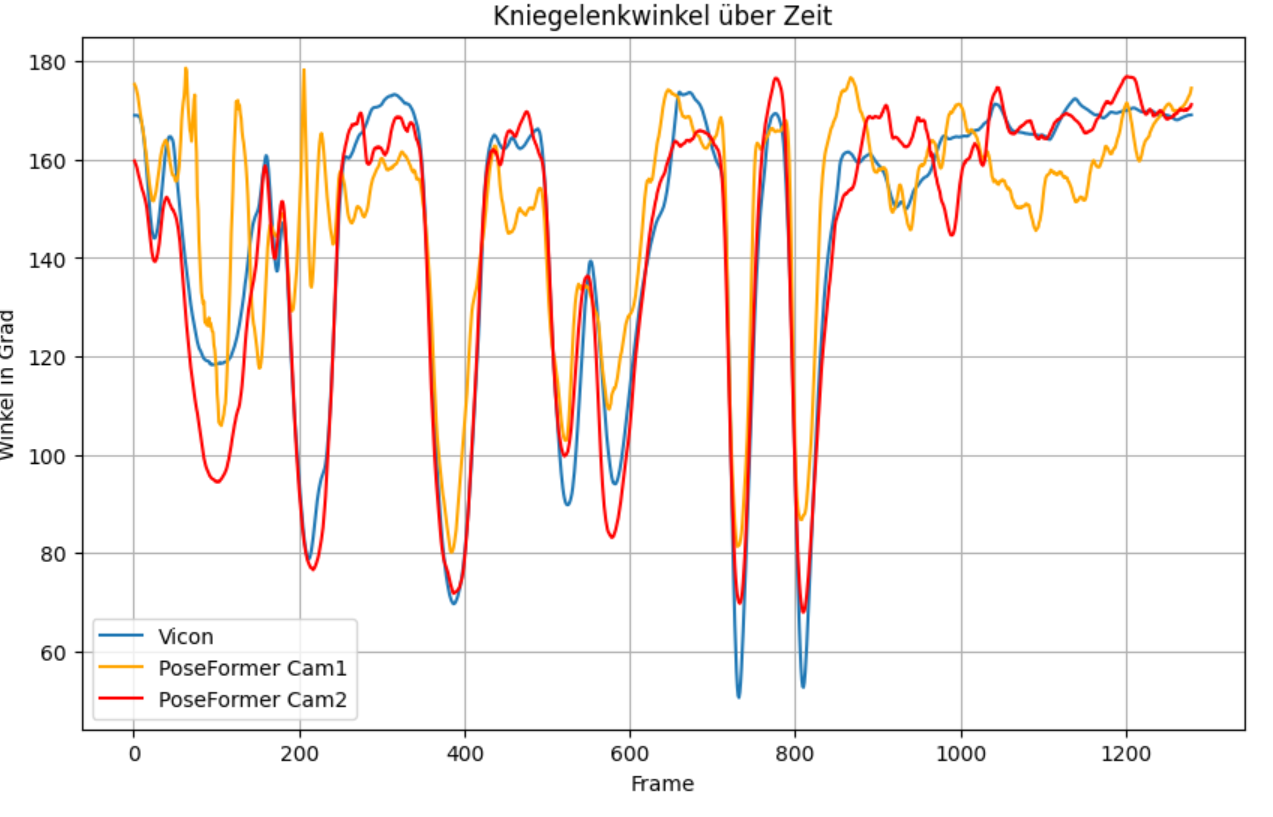 Kniegelenkwinkel über Zeit
180
160
140
120
100
80
60
Winkel in Grad
Vicon
PoseFormer Cam1
PoseFormer Cam2
0 200 400 600 800 1000 1200
Frame